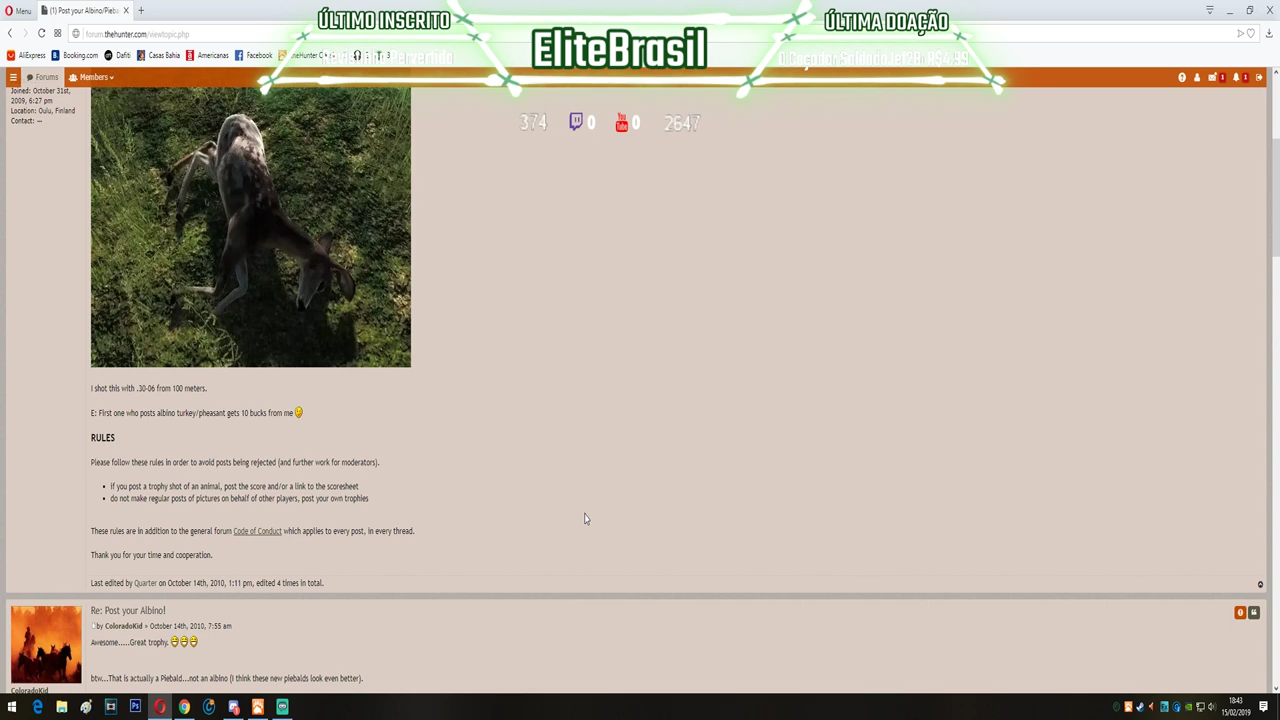 Menu
(1) Post your Albino/Pieba
ÚLTIMO INSCRITO
EliteBrasil
ÚLTIMA DOAÇÃO
forum.thehunter.com/viewtopic.php
AliExpress
Booking.com
Dafiti
Casas Bahia
Americanas
Facebook
Pervertido
Forums
Members
1
1
Joined: October 31st,
2009, 6:27 pm
Location: Oulu, Finland
Contact:
374
0
You Tube
0
2647
I shot this with .30-06 from 100 meters.
E: First one who posts albino turkey/pheasant gets 10 bucks from me
RULES
Please follow these rules in order to avoid posts being rejected (and further work for moderators).
• if you post a trophy shot of an animal, post the score and/or a link to the scoresheet
• do not make regular posts of pictures on behalf of other players, post your own trophies
These rules are in addition to the general forum Code of Conduct which applies to every post, in every thread.
Thank you for your time and cooperation.
Last edited by Quarter on October 14th, 2010, 1:11 pm, edited 4 times in total.
Re: Post your Albino!
by ColoradoKid » October 14th, 2010, 7:55 am
Awesome.....Great trophy.
btw...That is actually a Piebald...not an albino (I think these new piebalds look even better).
ColoradoKid
18:43
15/02/2019